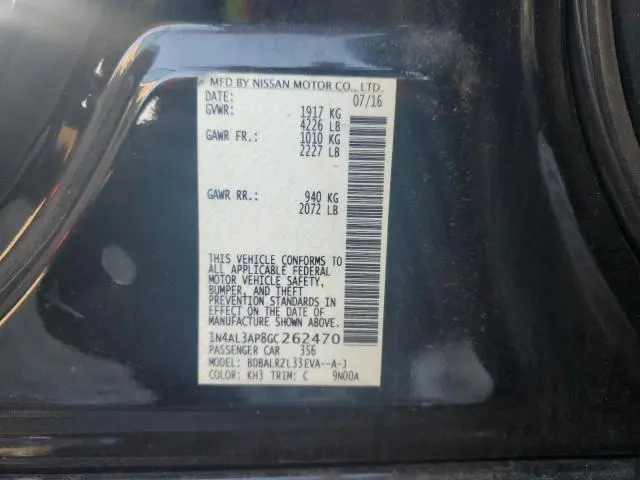 MFD BY NISSAN MOTOR CO., LTD.
DATE: 07/16
GVWR: 1917 KG
4226 LB
GAWR FR.: 1010 KG
2227 LB
GAWR RR.: 940 KG
2072 LB
THIS VEHICLE CONFORMS TO
ALL APPLICABLE FEDERAL
MOTOR VEHICLE SAFETY,
BUMPER, AND THEFT
PREVENTION STANDARDS IN
EFFECT ON THE DATE OF
MANUFACTURE SHOWN ABOVE.
1N4AL3AP8GC262470
PASSENGER CAR 356
MODEL: BDBALRZL33EVA--A-J
COLOR: KH3 TRIM: C 9N00A